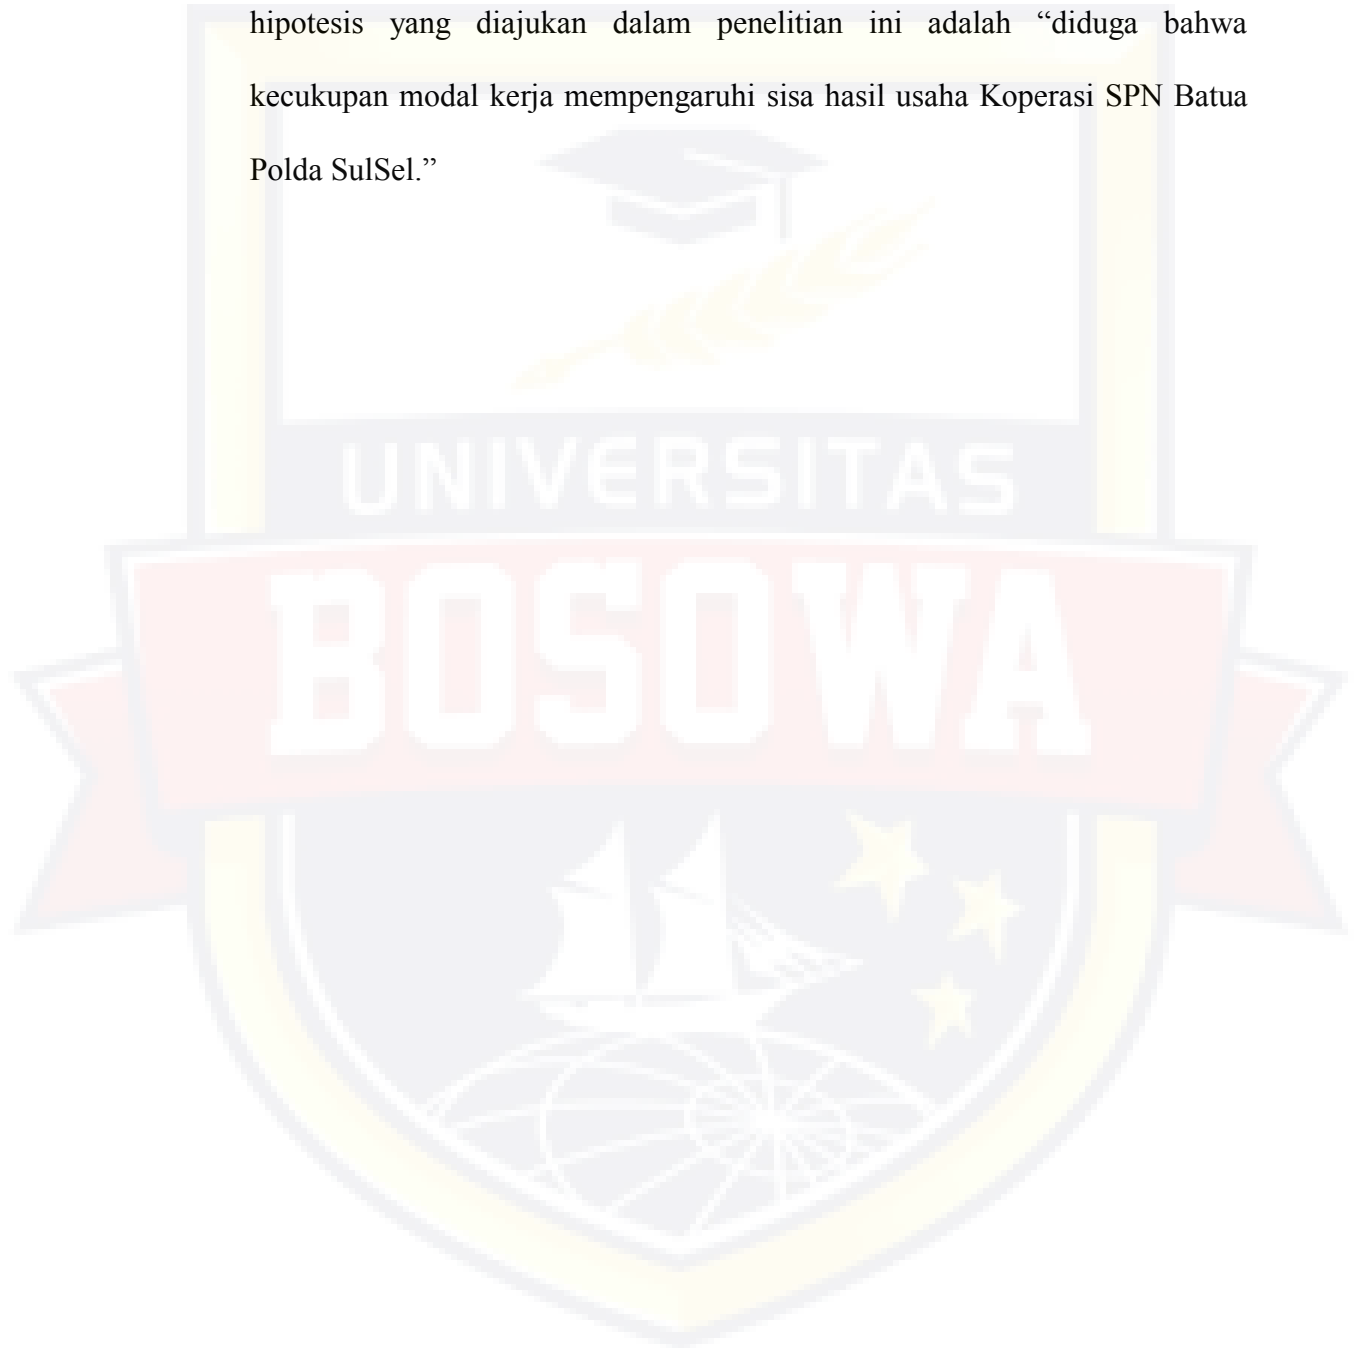 hipotesis yang diajukan dalam penelitian ini adalah “diduga bahwa
kecukupan modal kerja mempengaruhi sisa hasil usaha Koperasi SPN Batua
Polda SulSel.”
UNIVERSITAS
BOSOWA